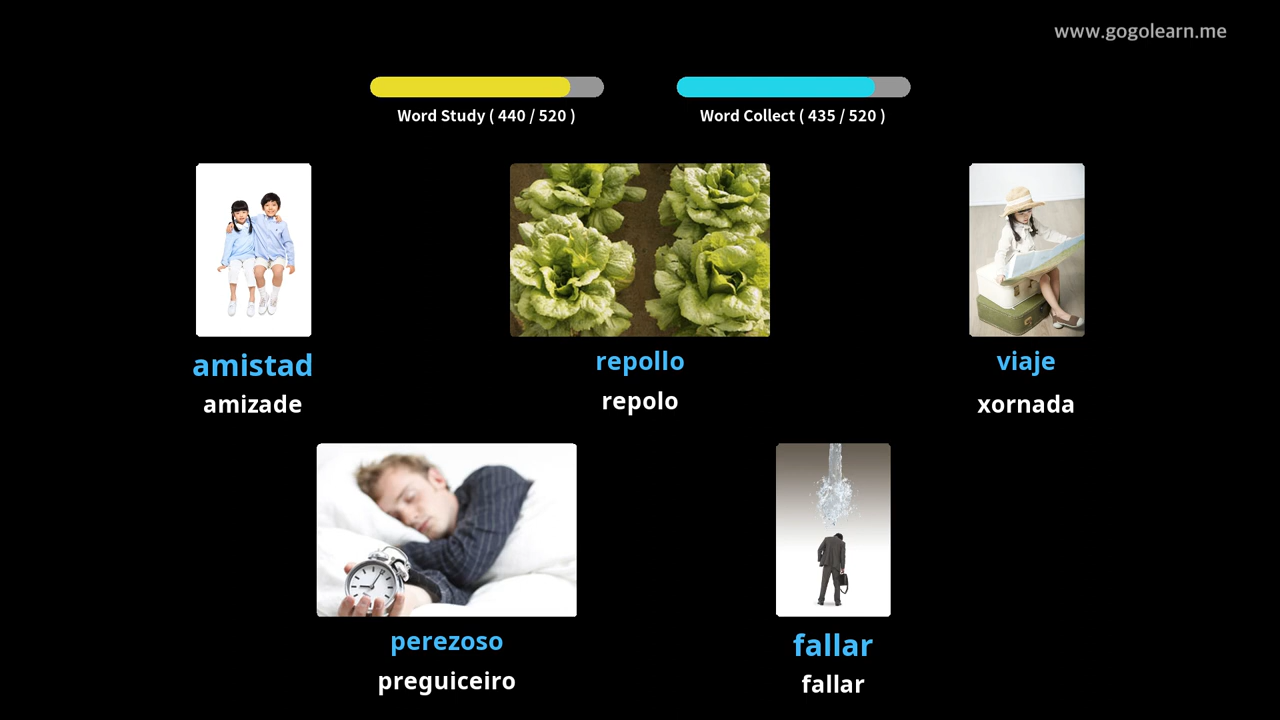 www.gogolearn.me
Word Study ( 440 / 520 )
Word Collect ( 435 / 520 )
amistad
amizade
repollo
repolo
viaje
xornada
perezoso
preguiceiro
fallar
fallar